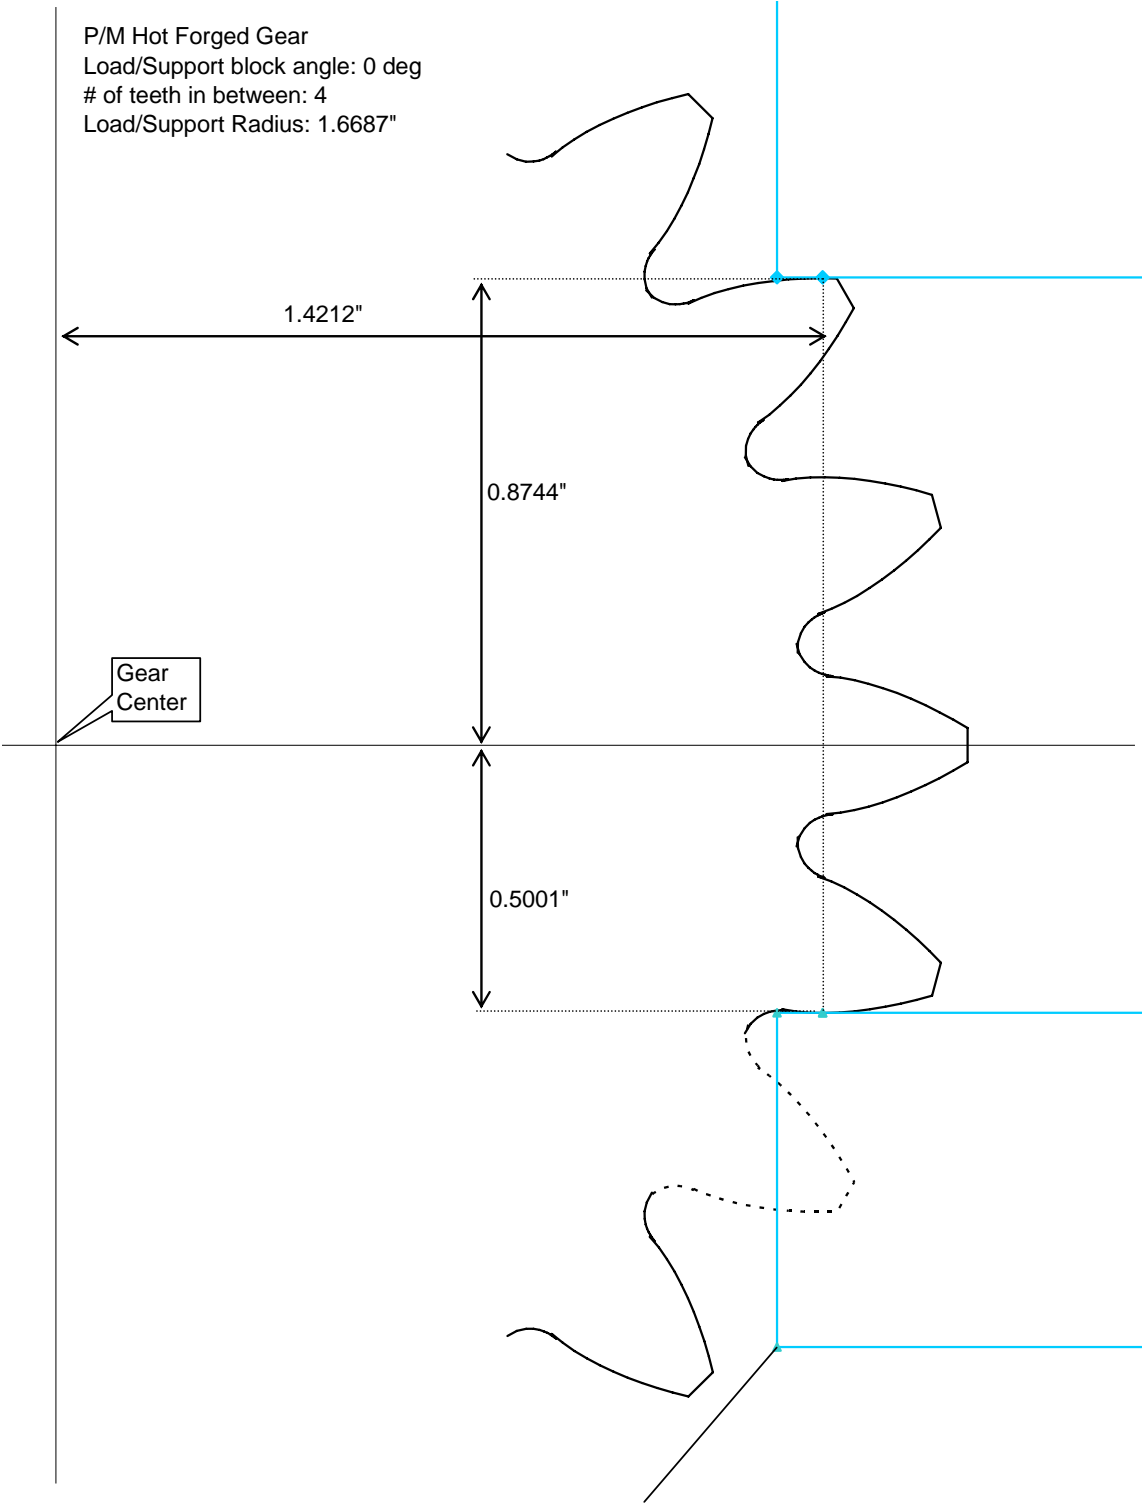 P/M Hot Forged Gear
Load/Support block angle: 0 deg
# of teeth in between: 4
Load/Support Radius: 1.6687"
1.4212"
0.8744"
Gear
Center
0.5001"